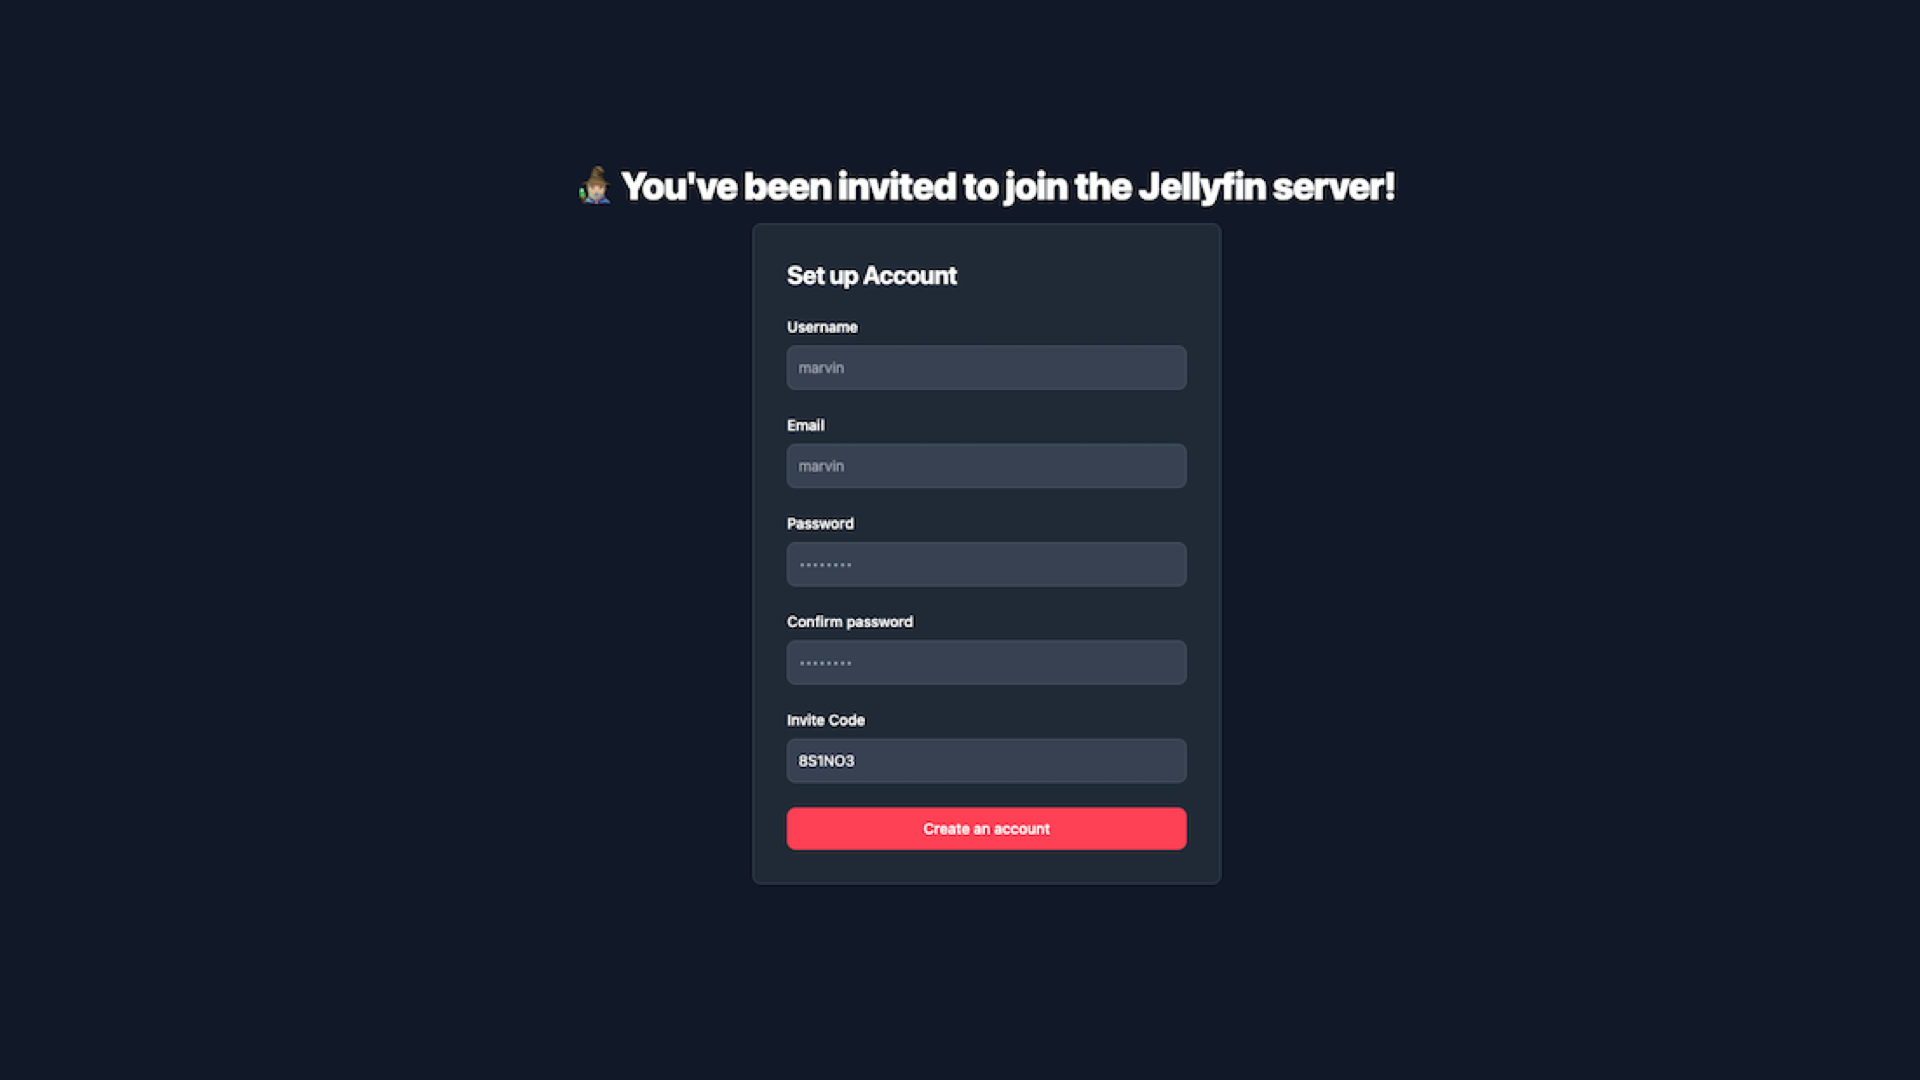 You've been invited to join the Jellyfin server!
Set up Account
Username
marvin
Email
marvin
Password
••••••••
Confirm password
••••••••
Invite Code
8S1NO3
Create an account